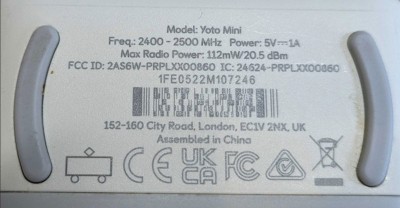 Model: Yoto Mini
Freq.: 2400 - 2500 MHz Power: 5V⎓1A
Max Radio Power: 112mW/20.5 dBm
FCC ID: 2AS6W-PRPLXX00860 IC: 24524-PRPLXX00860
1FE0522M107246
152-160 City Road, London, EC1V 2NX, UK
Assembled in China
CE UK CA FC